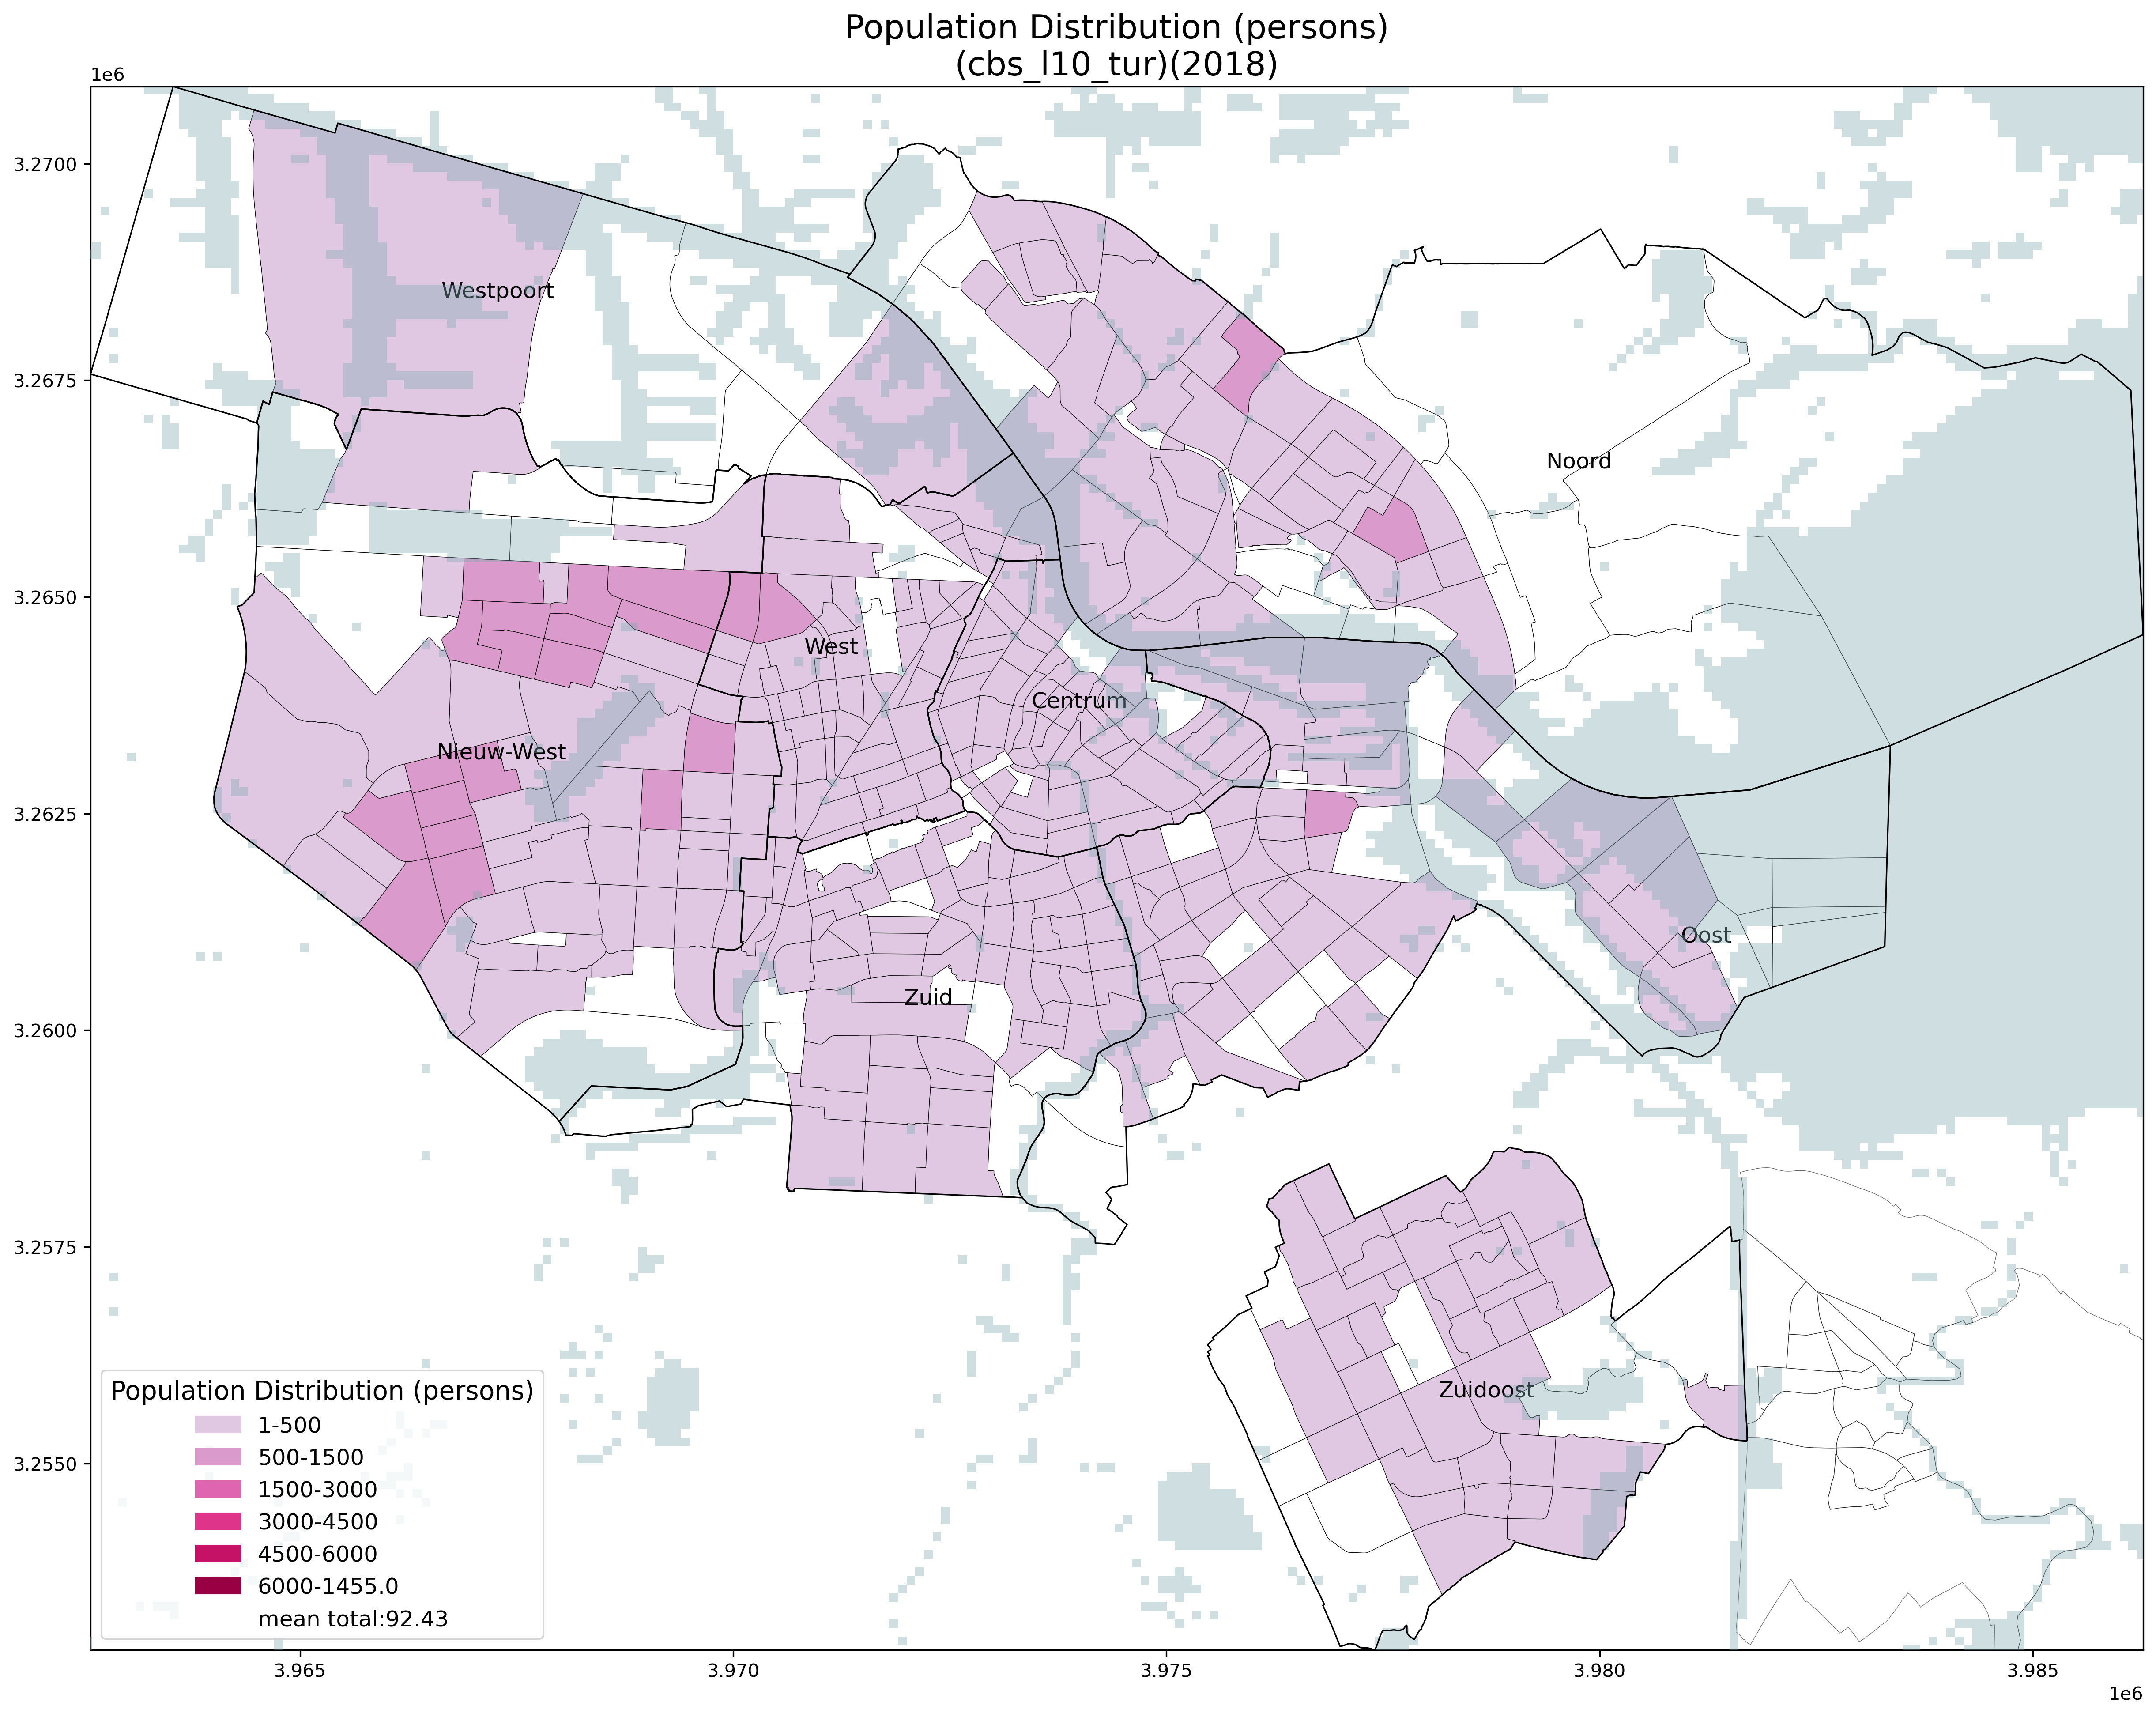 Population Distribution (persons)
(cbs_l10_tur)(2018)
1e6
3.2700
3.2675
3.2650
3.2625
3.2600
3.2575
3.2550
Westpoort
Noord
West
Centrum
Nieuw-West
Oost
Zuid
Zuidoost
Population Distribution (persons)
1-500
500-1500
1500-3000
3000-4500
4500-6000
6000-1455.0
mean total:92.43
3.965
3.970
3.975
3.980
3.985
1e6